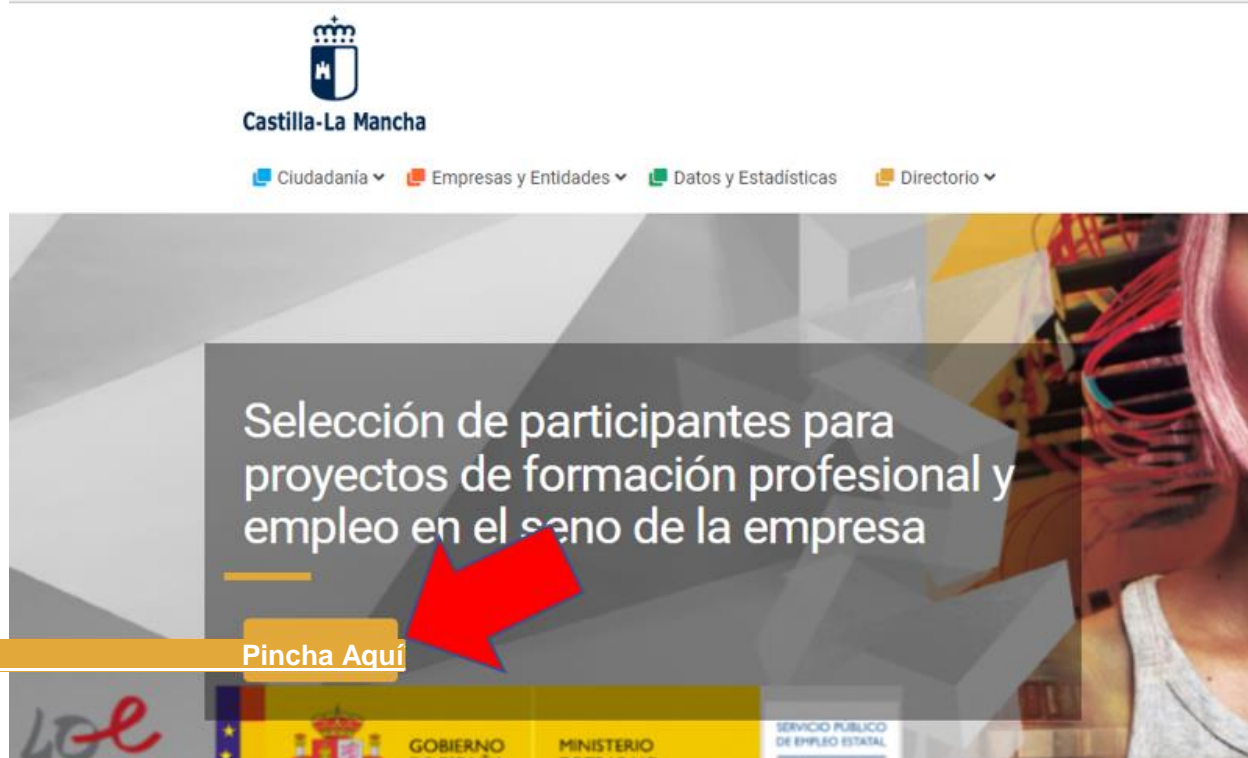 Castilla-La Mancha
Ciudadanía Empresas y Entidades Datos y Estadísticas Directorio
Selección de participantes para
proyectos de formación profesional y
empleo en el seno de la empresa
Pincha Aquí
SERVICIO PÚBLICO
DE EMPLEO ESTATAL
GOBIERNO MINISTERIO